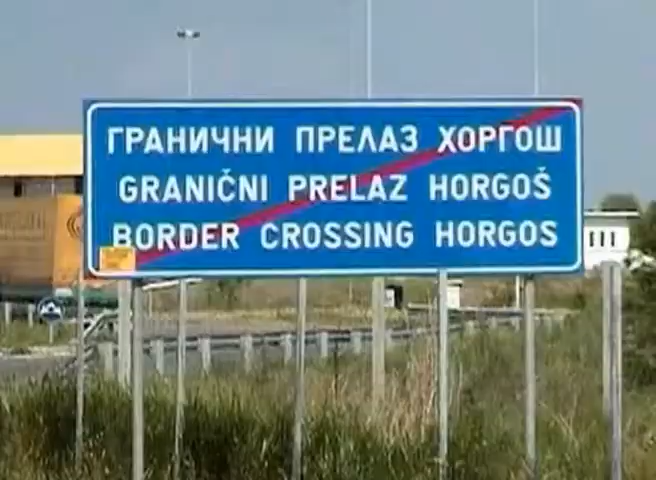 ГРАНИЧНИ ПРЕЛАЗ ХОРГОШ
GRANIČNI PRELAZ HORGOŠ
BORDER CROSSING HORGOS